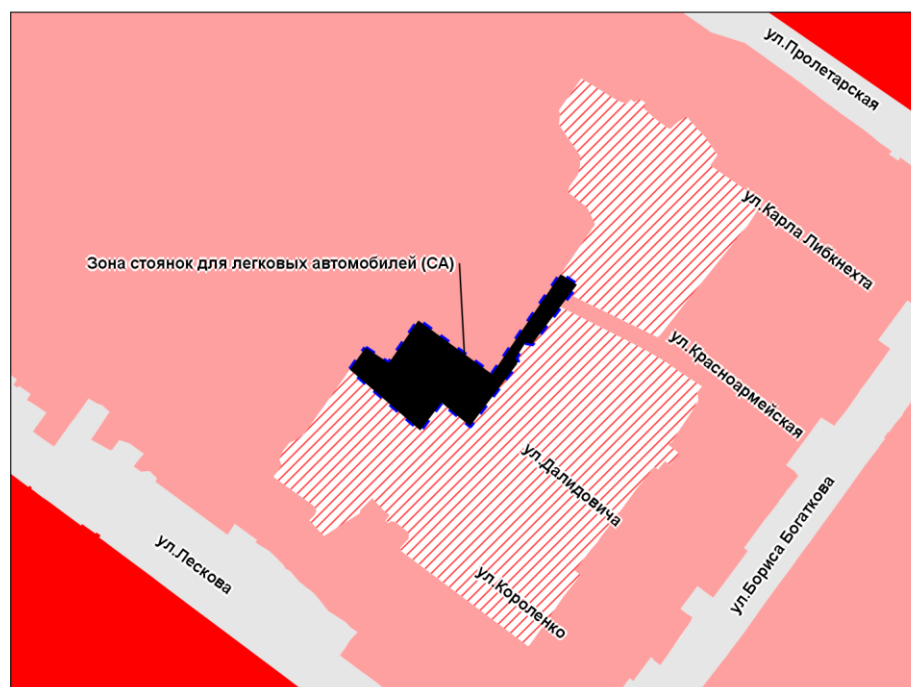 ул.Пролетарская
ул.Карла Либкнехта
Зона стоянок для легковых автомобилей (СА)
ул.Красноармейская
ул.Далидовича
ул.Бориса Богаткова
ул.Лескова
ул.Короленко